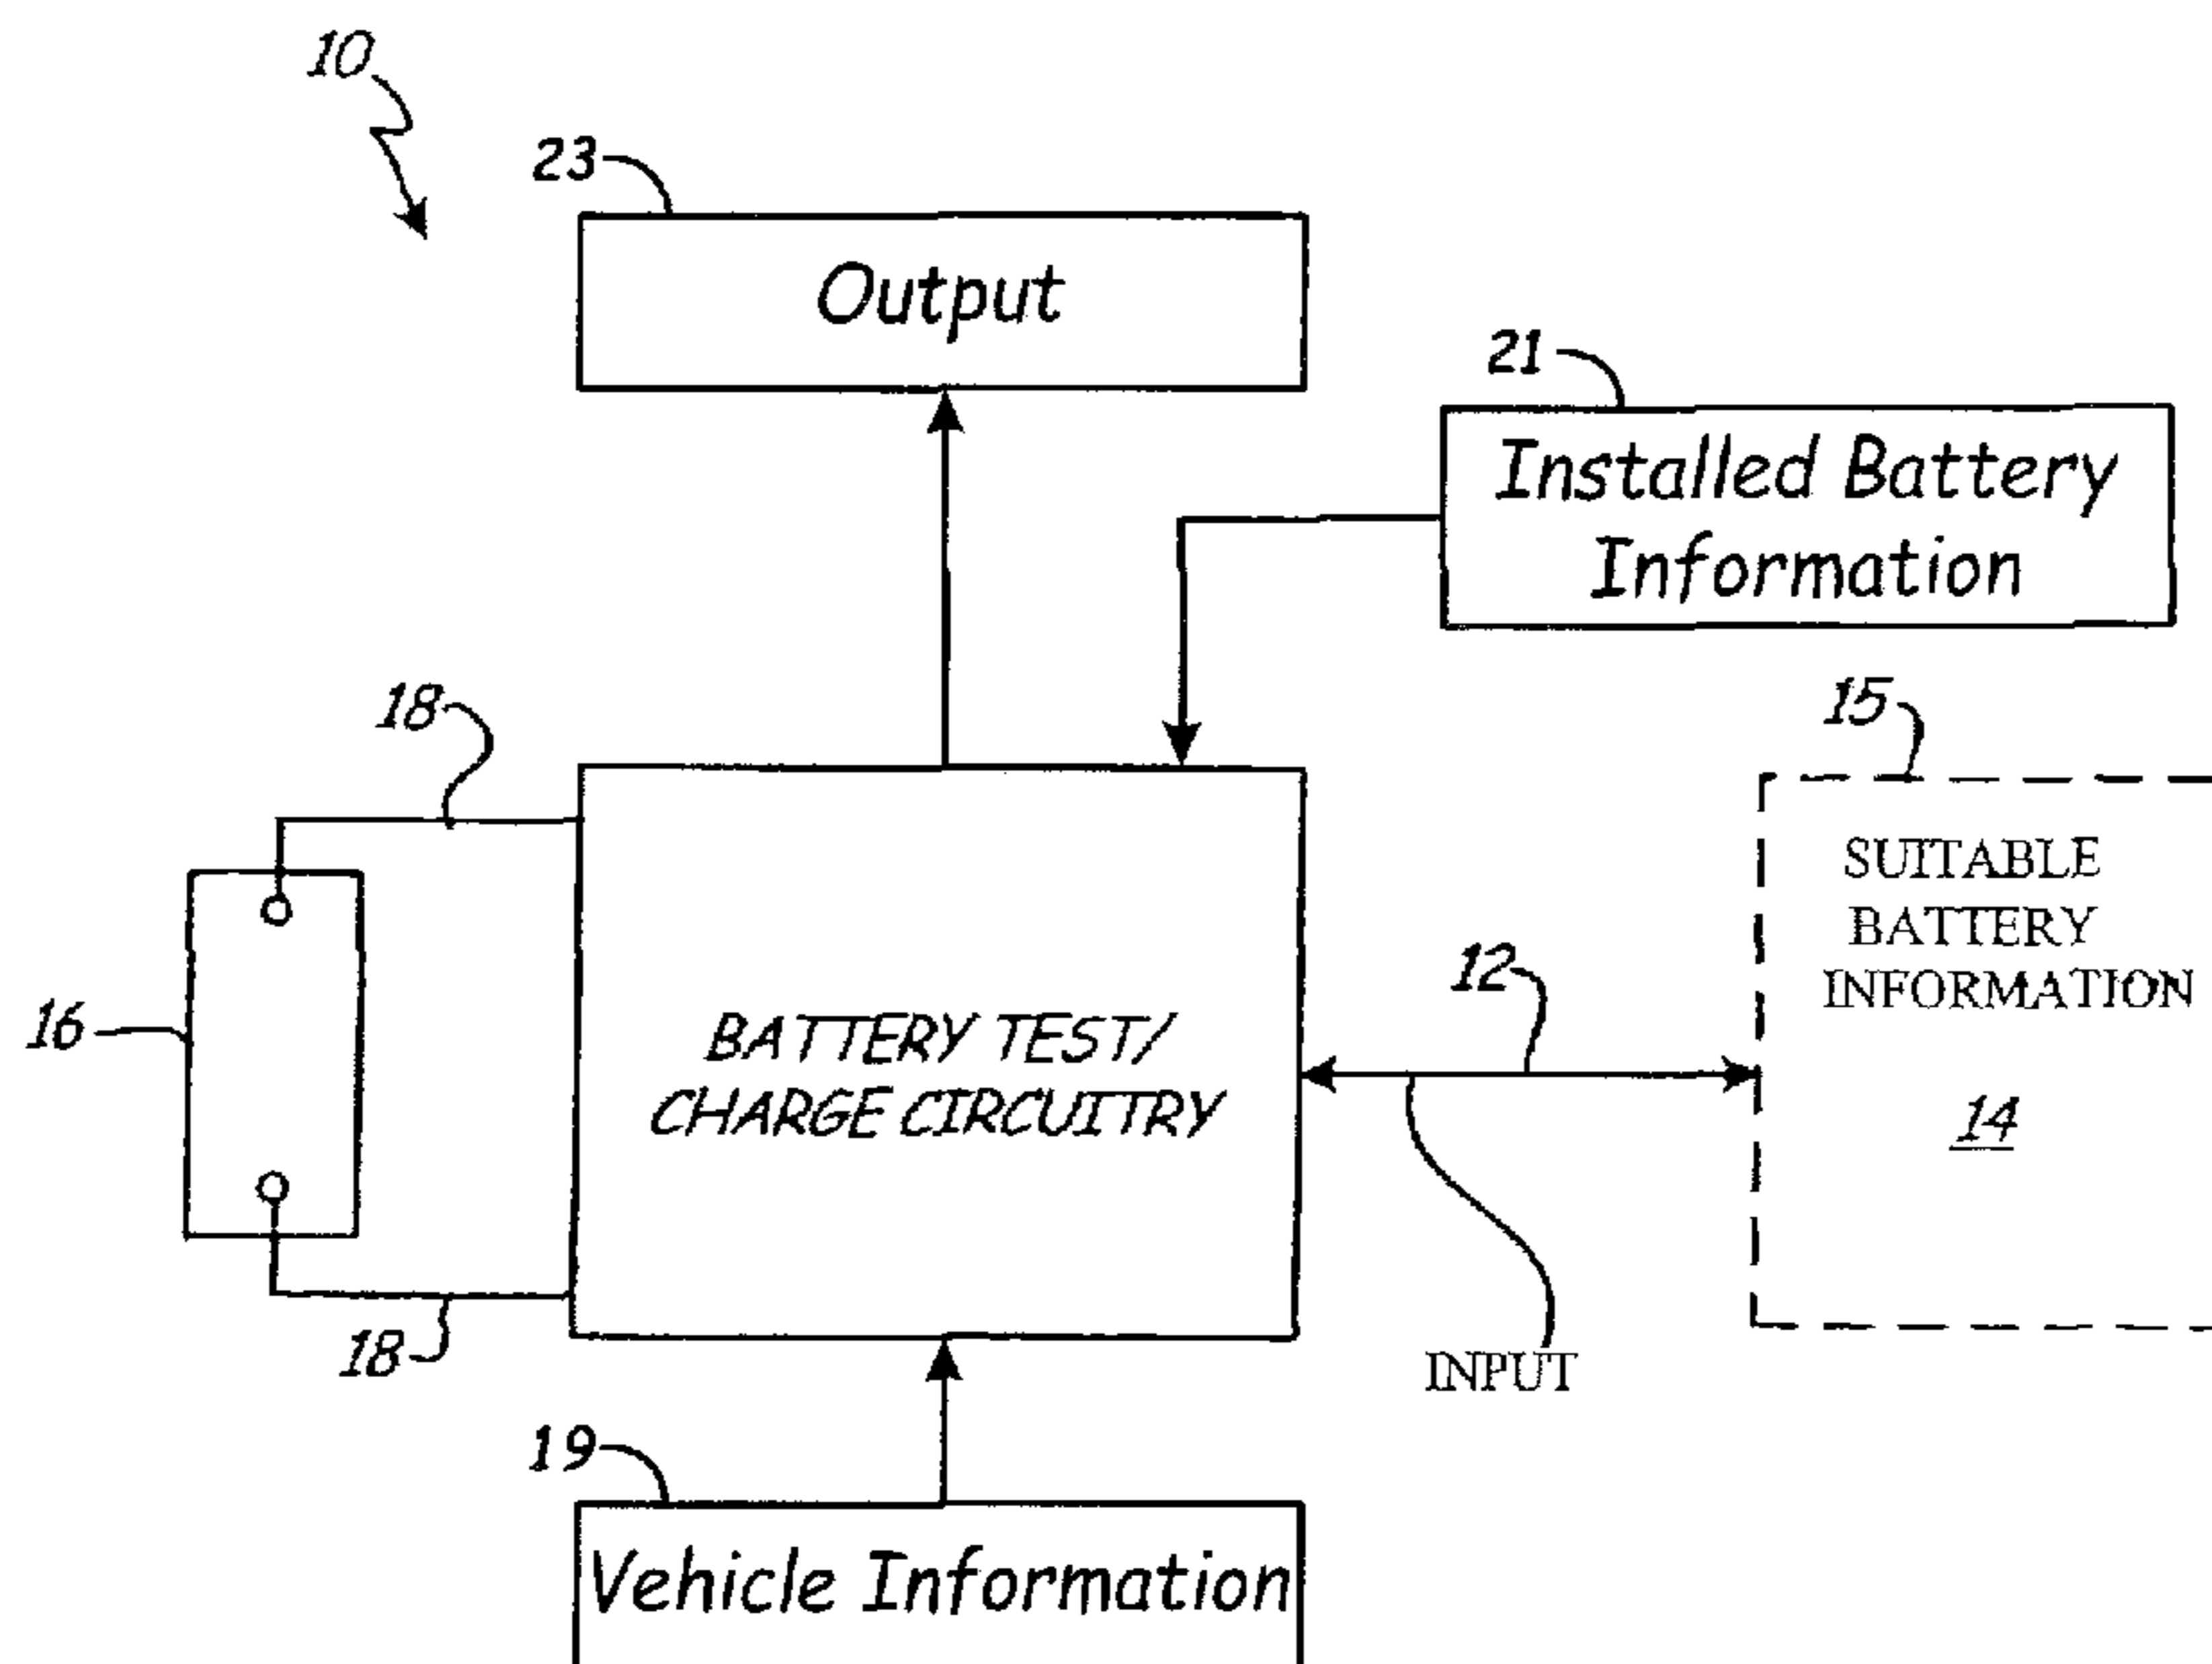 10
23
Output
21
Installed Battery
Information
18
15
SUITABLE
BATTERY
INFORMATION
12
16
BATTERY TEST/
CHARGE CIRCUITRY
14
18
INPUT
19
Vehicle Information